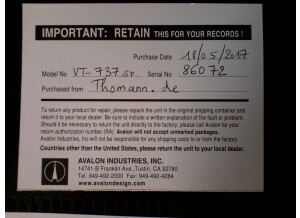 IMPORTANT: RETAIN THIS FOR YOUR RECORDS !
Purchase Date 18/05/2017
Model No VT-737 SP Serial No 86072
Purchased from Thomann.de
To return any product for repair, please repack the unit in the original shipping container and
return it to your local dealer. Be sure to include a written explanation of the fault or problem.
Should it be necessary to return the unit directly to the factory, please call Avalon for your
return authorization number (RA) Avalon will not accept unmarked packages.
Avalon Industries, Inc will not be responsible for any shipping costs to or from the factory.
Countries other than the United States, please return the unit to your local dealer.
AVALON INDUSTRIES, INC.
14741-B Franklin Ave.,Tustin, CA 92780
Tel: 949-492-2000 Fax: 949-492-4284
www.avalondesign.com